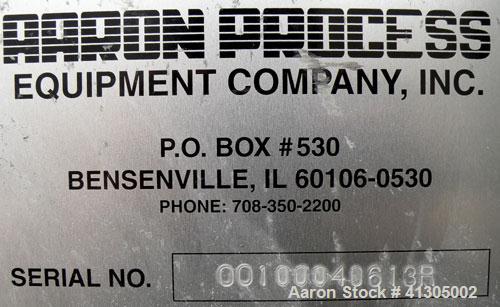 AARON PROCESS
EQUIPMENT COMPANY, INC.
P.O. BOX #530
BENSENVILLE, IL 60106-0530
PHONE: 708-350-2200
SERIAL NO. 00100040613R
Aaron Stock # 41305002